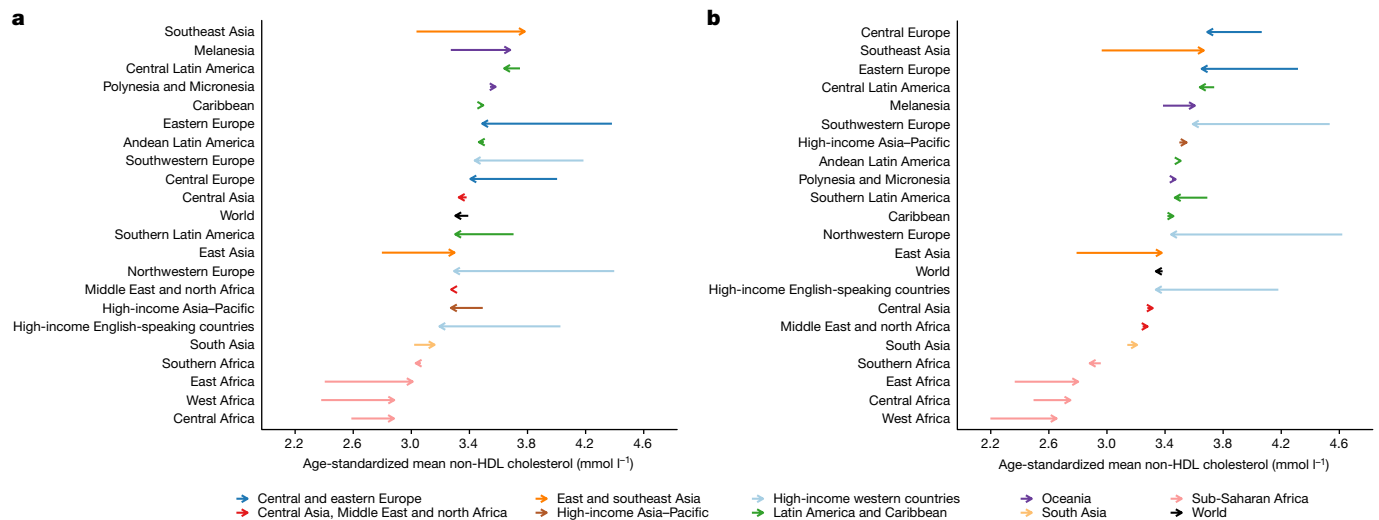 a
Southeast Asia
Melanesia
Central Latin America
Polynesia and Micronesia
Caribbean
Eastern Europe
Andean Latin America
Southwestern Europe
Central Europe
Central Asia
World
Southern Latin America
East Asia
Northwestern Europe
Middle East and north Africa
High-income Asia–Pacific
High-income English-speaking countries
South Asia
Southern Africa
East Africa
West Africa
Central Africa
2.2 2.6 3.0 3.4 3.8 4.2 4.6
Age-standardized mean non-HDL cholesterol (mmol l⁻¹)
b
Central Europe
Southeast Asia
Eastern Europe
Central Latin America
Melanesia
Southwestern Europe
High-income Asia–Pacific
Andean Latin America
Polynesia and Micronesia
Southern Latin America
Caribbean
Northwestern Europe
East Asia
World
High-income English-speaking countries
Central Asia
Middle East and north Africa
South Asia
Southern Africa
East Africa
Central Africa
West Africa
2.2 2.6 3.0 3.4 3.8 4.2 4.6
Age-standardized mean non-HDL cholesterol (mmol l⁻¹)
Central and eastern Europe East and southeast Asia High-income western countries Oceania Sub-Saharan Africa
Central Asia, Middle East and north Africa High-income Asia–Pacific Latin America and Caribbean South Asia World